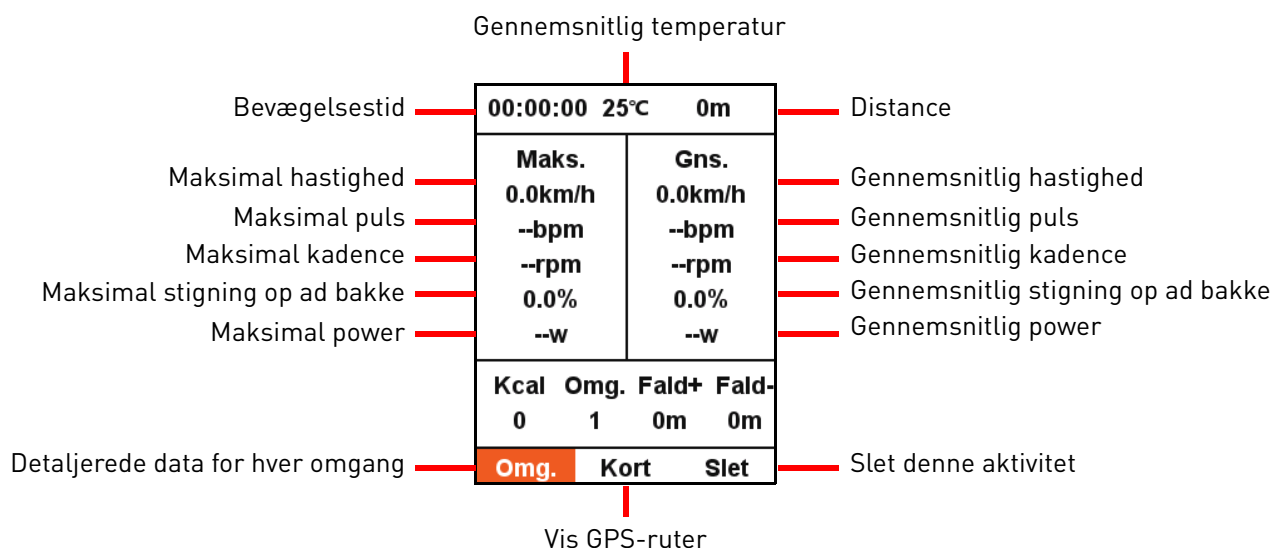 Gennemsnitlig temperatur
Bevægelsestid 00:00:00 25℃ 0m Distance
Maks. Gns.
Maksimal hastighed 0.0km/h 0.0km/h Gennemsnitlig hastighed
Maksimal puls --bpm --bpm Gennemsnitlig puls
Maksimal kadence --rpm --rpm Gennemsnitlig kadence
Maksimal stigning op ad bakke 0.0% 0.0% Gennemsnitlig stigning op ad bakke
Maksimal power --w --w Gennemsnitlig power
Kcal Omg. Fald+ Fald-
0 1 0m 0m
Detaljerede data for hver omgang Omg. Kort Slet Slet denne aktivitet
Vis GPS-ruter